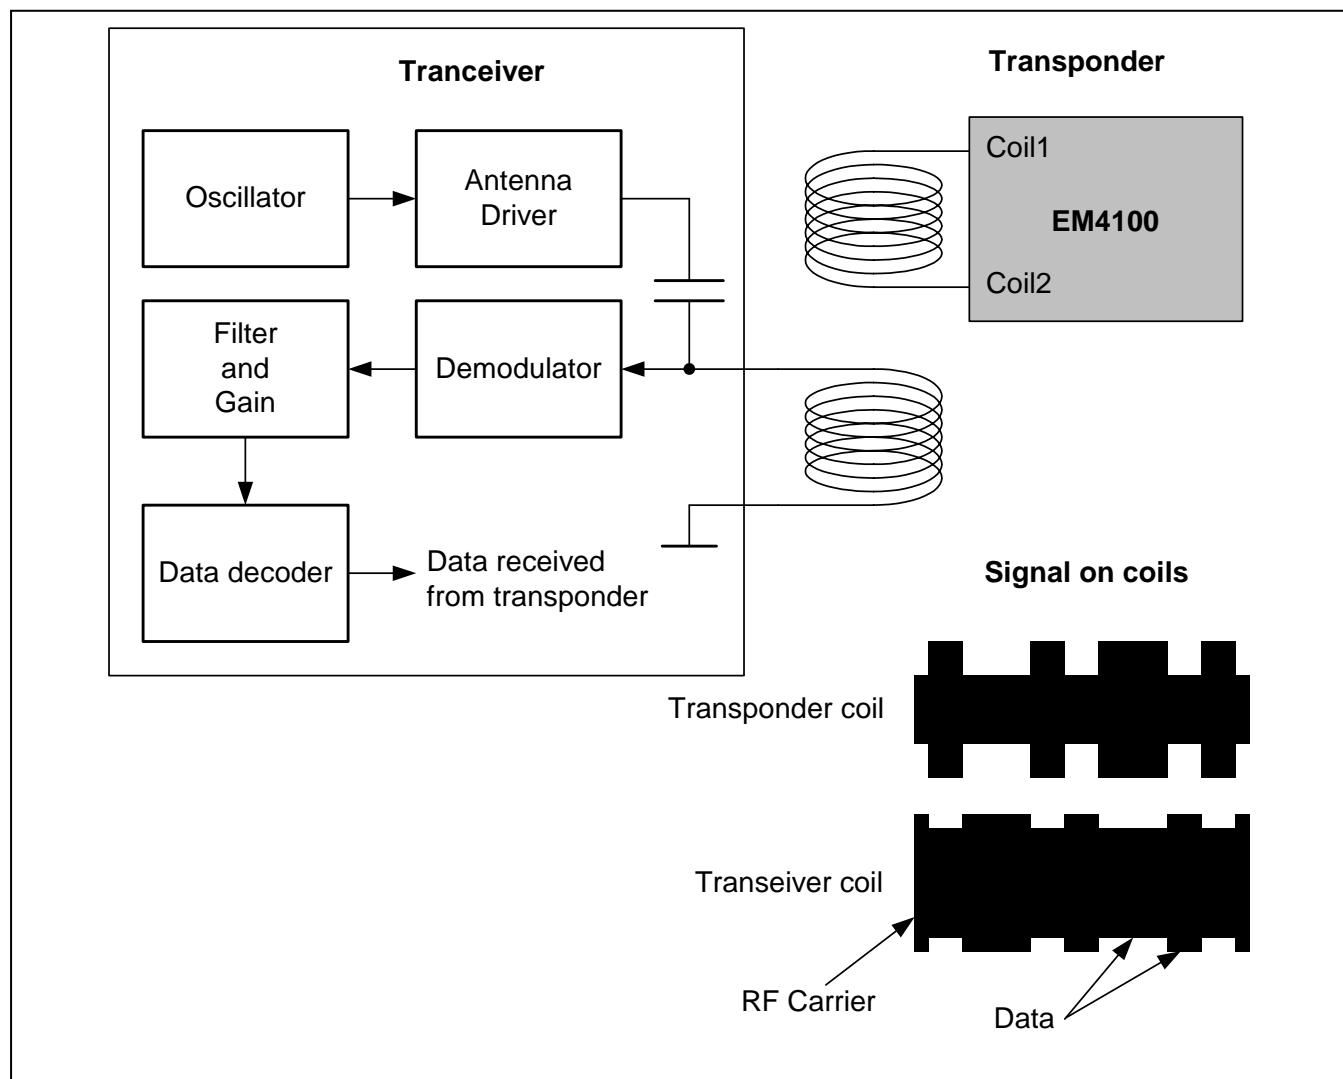 Tranceiver
Transponder
Oscillator
Antenna
Driver
Coil1
EM4100
Coil2
Filter
and
Gain
Demodulator
Data decoder
Data received
from transponder
Signal on coils
Transponder coil
Transeiver coil
RF Carrier
Data